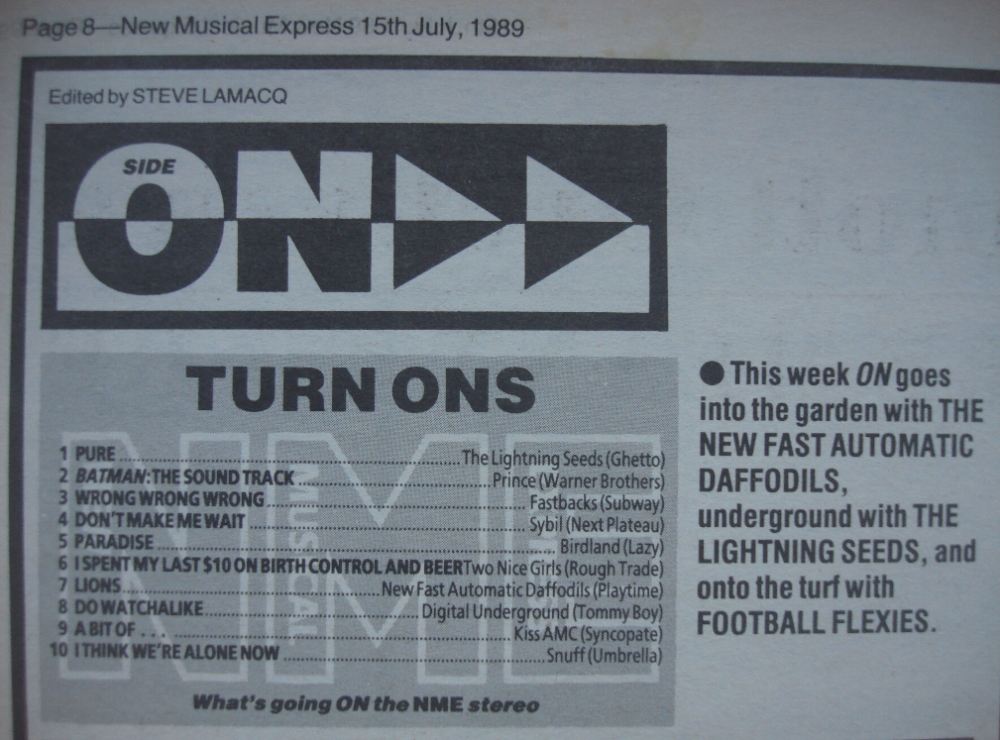 Page 8—New Musical Express 15th July, 1989
Edited by STEVE LAMACQ
SIDE
ON
TURN ONS
1 PURE ........ The Lightning Seeds (Ghetto)
2 BATMAN: THE SOUND TRACK ........ Prince (Warner Brothers)
3 WRONG WRONG WRONG ........ Fastbacks (Subway)
4 DON'T MAKE ME WAIT ........ Sybil (Next Plateau)
5 PARADISE ........ Birdland (Lazy)
6 I SPENT MY LAST $10 ON BIRTH CONTROL AND BEER Two Nice Girls (Rough Trade)
7 LIONS ........ New Fast Automatic Daffodils (Playtime)
8 DO WATCHALIKE ........ Digital Underground (Tommy Boy)
9 A BIT OF . . . ........ Kiss AMC (Syncopate)
10 I THINK WE'RE ALONE NOW ........ Snuff (Umbrella)
NME
MUSICAL
What's going ON the NME stereo
● This week ON goes
into the garden with THE
NEW FAST AUTOMATIC
DAFFODILS,
underground with THE
LIGHTNING SEEDS, and
onto the turf with
FOOTBALL FLEXIES.